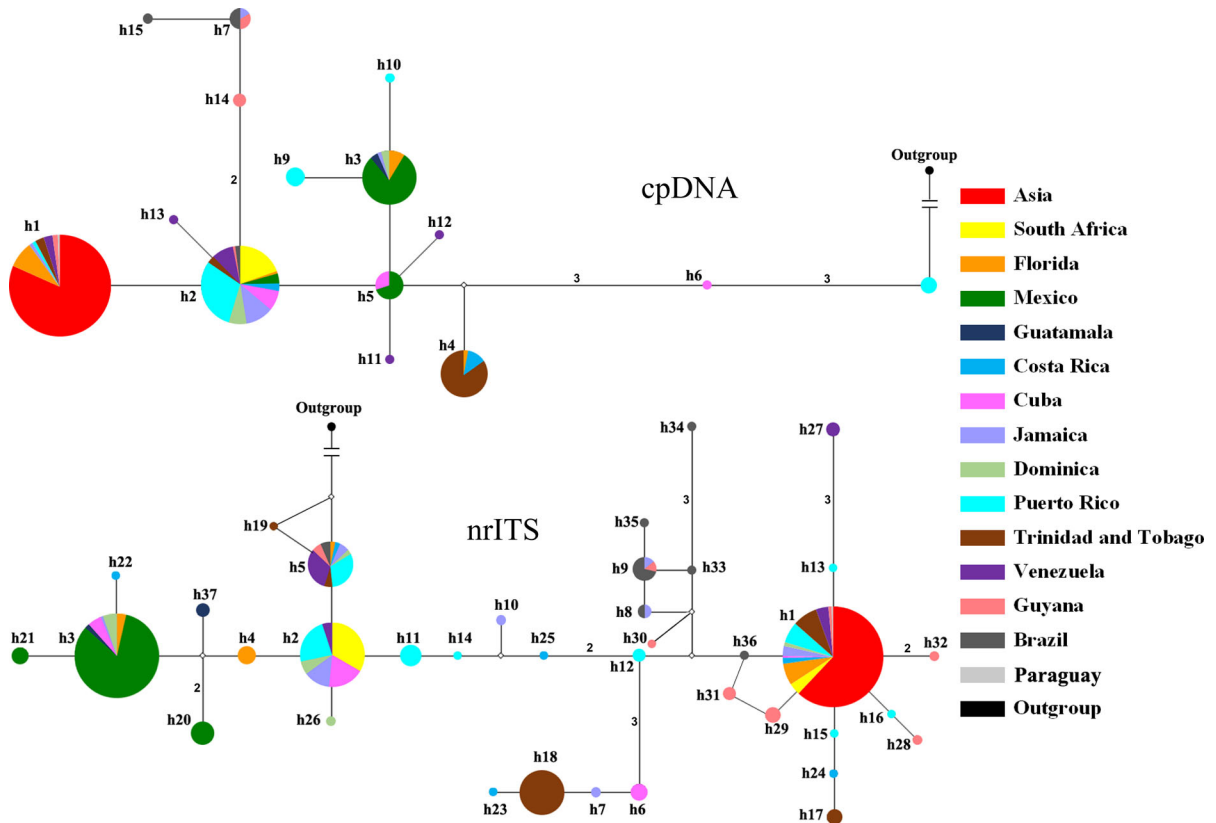 h15
h7
h10
h14
h9
h3
Outgroup
cpDNA
2
h13
h12
h1
h2
h5
3
h6
3
h11
h4
Asia
South Africa
Florida
Mexico
Guatamala
Costa Rica
Cuba
Jamaica
Dominica
Puerto Rico
Trinidad and Tobago
Venezuela
Guyana
Brazil
Paraguay
Outgroup
Outgroup
nrITS
h34
h27
3
3
h19
h35
h5
h9
h33
h13
h22
h37
h8
h10
h30
h1
h21
h3
h4
h2
h11
h14
h25
2
h12
h36
2
h32
2
h20
h26
h31
h29
h16
h28
3
h15
h18
h24
h23
h7
h6
h17